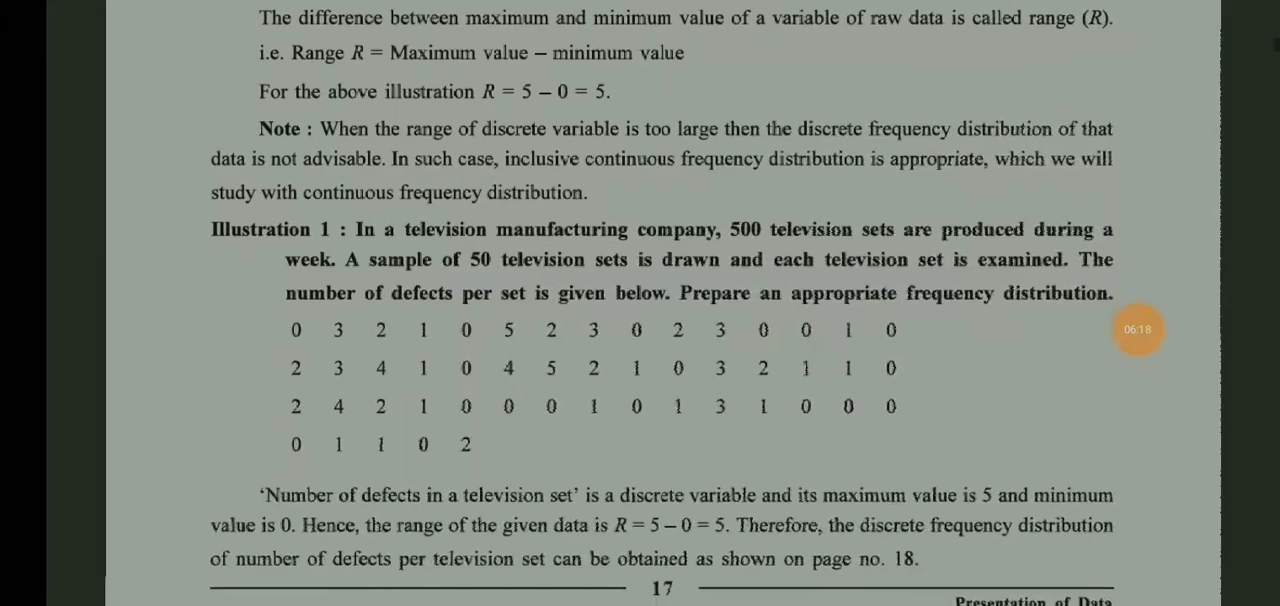 The difference between maximum and minimum value of a variable of raw data is called range (R).
i.e. Range R = Maximum value – minimum value
For the above illustration R = 5 – 0 = 5.
Note : When the range of discrete variable is too large then the discrete frequency distribution of that
data is not advisable. In such case, inclusive continuous frequency distribution is appropriate, which we will
study with continuous frequency distribution.
Illustration 1 : In a television manufacturing company, 500 television sets are produced during a
week. A sample of 50 television sets is drawn and each television set is examined. The
number of defects per set is given below. Prepare an appropriate frequency distribution.
0 3 2 1 0 5 2 3 0 2 3 0 0 1 0
06:18
2 3 4 1 0 4 5 2 1 0 3 2 1 1 0
2 4 2 1 0 0 0 1 0 1 3 1 0 0 0
0 1 1 0 2
‘Number of defects in a television set’ is a discrete variable and its maximum value is 5 and minimum
value is 0. Hence, the range of the given data is R = 5 – 0 = 5. Therefore, the discrete frequency distribution
of number of defects per television set can be obtained as shown on page no. 18.
17
Presentation of Data